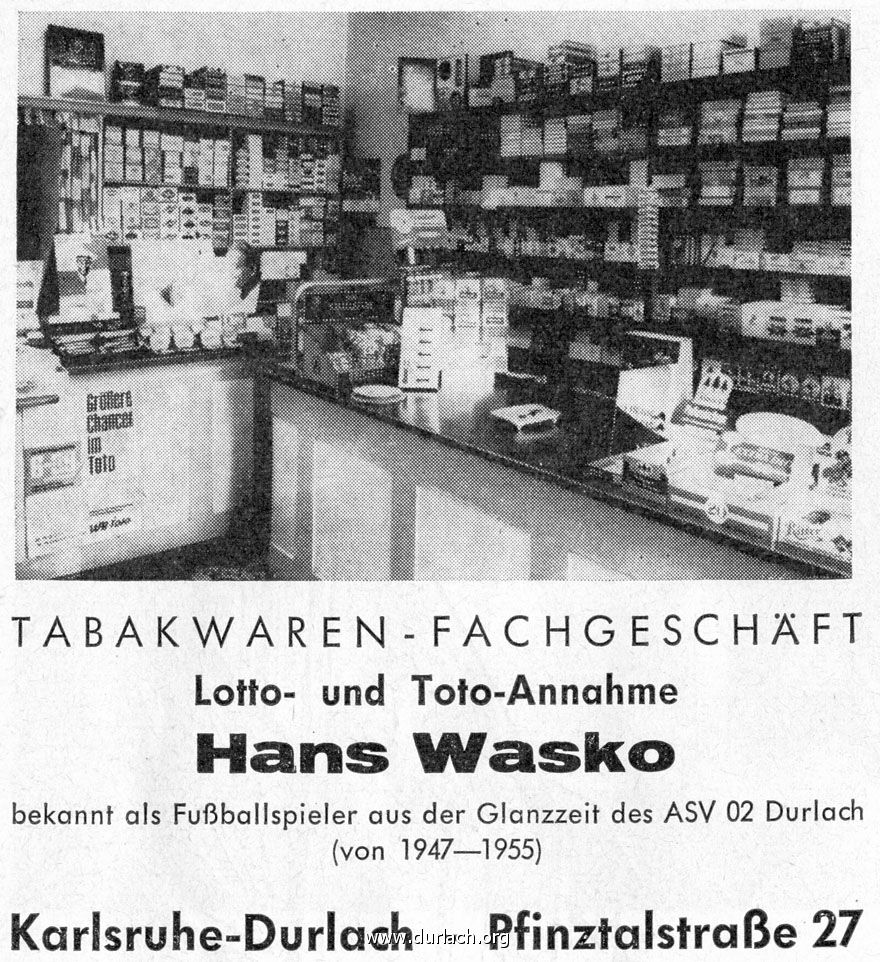 Größere
Chancen
im
Toto
TABAKWAREN-FACHGESCHÄFT
Lotto- und Toto-Annahme
Hans Wasko
bekannt als Fußballspieler aus der Glanzzeit des ASV 02 Durlach
(von 1947—1955)
Karlsruhe-Durlach Pfinztalstraße 27
www.durlach.org